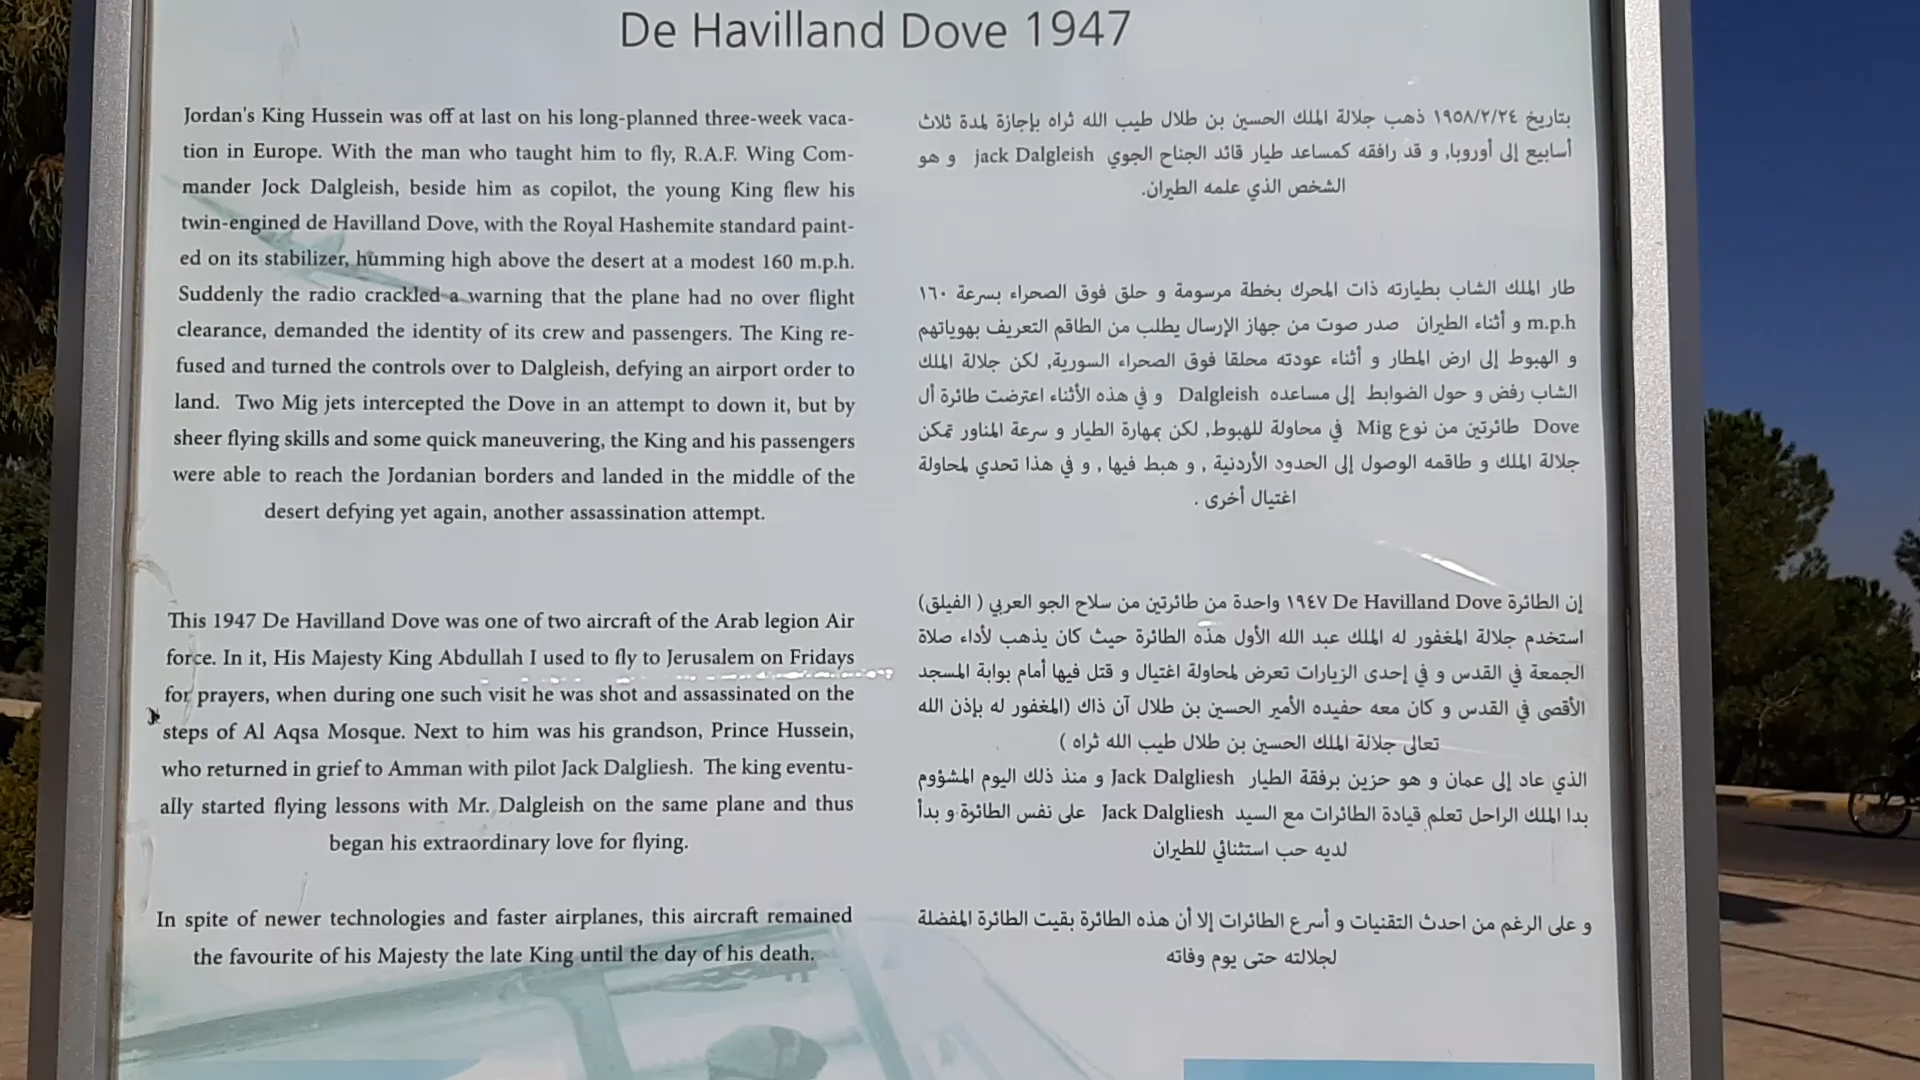 De Havilland Dove 1947
Jordan's King Hussein was off at last on his long-planned three-week vaca-
tion in Europe. With the man who taught him to fly, R.A.F. Wing Com-
mander Jock Dalgleish, beside him as copilot, the young King flew his
twin-engined de Havilland Dove, with the Royal Hashemite standard paint-
ed on its stabilizer, humming high above the desert at a modest 160 m.p.h.
Suddenly the radio crackled a warning that the plane had no over flight
clearance, demanded the identity of its crew and passengers. The King re-
fused and turned the controls over to Dalgleish, defying an airport order to
land. Two Mig jets intercepted the Dove in an attempt to down it, but by
sheer flying skills and some quick maneuvering, the King and his passengers
were able to reach the Jordanian borders and landed in the middle of the
desert defying yet again, another assassination attempt.
This 1947 De Havilland Dove was one of two aircraft of the Arab legion Air
force. In it, His Majesty King Abdullah I used to fly to Jerusalem on Fridays
for prayers, when during one such visit he was shot and assassinated on the
steps of Al Aqsa Mosque. Next to him was his grandson, Prince Hussein,
who returned in grief to Amman with pilot Jack Dalgliesh. The king eventu-
ally started flying lessons with Mr. Dalgleish on the same plane and thus
began his extraordinary love for flying.
In spite of newer technologies and faster airplanes, this aircraft remained
the favourite of his Majesty the late King until the day of his death.
بتاريخ ١٩٥٨/٢/٢٤ ذهب جلالة الملك الحسين بن طلال طيب الله ثراه بإجازة لمدة ثلاث
أسابيع إلى أوروبا, و قد رافقه كمساعد طيار قائد الجناح الجوي jack Dalgleish و هو
الشخص الذي علمه الطيران.
طار الملك الشاب بطيارته ذات المحرك بخطة مرسومة و حلق فوق الصحراء بسرعة ١٦٠
m.p.h و أثناء الطيران صدر صوت من جهاز الإرسال يطلب من الطاقم التعريف بهوياتهم
و الهبوط إلى ارض المطار و أثناء عودته محلقا فوق الصحراء السورية, لكن جلالة الملك
الشاب رفض و حول الضوابط إلى مساعده Dalgleish و في هذه الأثناء اعترضت طائرة أل
Dove طائرتين من نوع Mig في محاولة للهبوط, لكن بمهارة الطيار و سرعة المناور تمكن
جلالة الملك و طاقمه الوصول إلى الحدود الأردنية , و هبط فيها , و في هذا تحدي لمحاولة
اغتيال أخرى .
إن الطائرة De Havilland Dove ١٩٤٧ واحدة من طائرتين من سلاح الجو العربي ( الفيلق)
استخدم جلالة المغفور له الملك عبد الله الأول هذه الطائرة حيث كان يذهب لأداء صلاة
الجمعة في القدس و في إحدى الزيارات تعرض لمحاولة اغتيال و قتل فيها أمام بوابة المسجد
الأقصى في القدس و كان معه حفيده الأمير الحسين بن طلال آن ذاك (المغفور له بإذن الله
تعالى جلالة الملك الحسين بن طلال طيب الله ثراه )
الذي عاد إلى عمان و هو حزين برفقة الطيار Jack Dalgliesh و منذ ذلك اليوم المشؤوم
بدا الملك الراحل تعلم قيادة الطائرات مع السيد Jack Dalgliesh على نفس الطائرة و بدأ
لديه حب استثنائي للطيران
و على الرغم من احدث التقنيات و أسرع الطائرات إلا أن هذه الطائرة بقيت الطائرة المفضلة
لجلالته حتى يوم وفاته